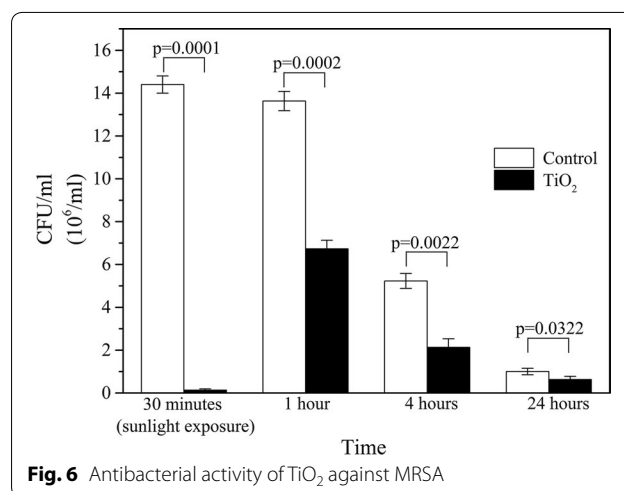 p=0.0001
p=0.0002
p=0.0022
p=0.0322
Control
TiO₂
CFU/ml
(10⁶/ml)
16
14
12
10
8
6
4
2
0
30 minutes 1 hour 4 hours 24 hours
(sunlight exposure)
Time
Fig. 6 Antibacterial activity of TiO₂ against MRSA